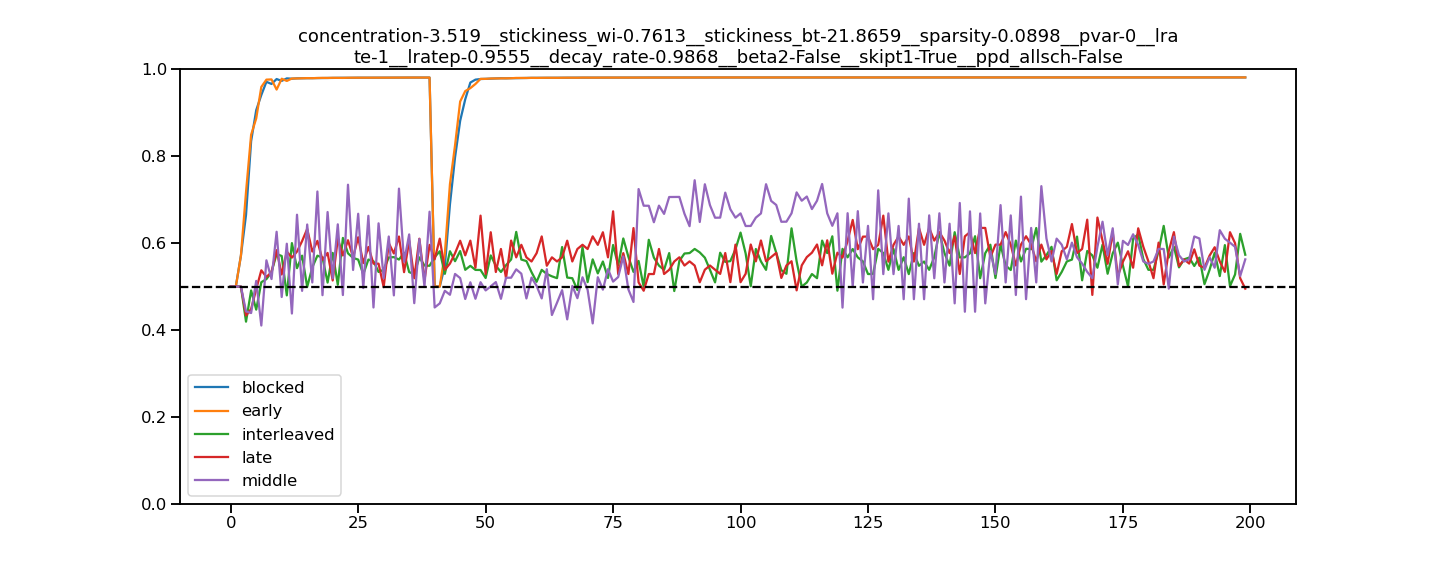 concentration-3.519__stickiness_wi-0.7613__stickiness_bt-21.8659__sparsity-0.0898__pvar-0__lra
te-1__lratep-0.9555__decay_rate-0.9868__beta2-False__skipt1-True__ppd_allsch-False
1.0
0.8
0.6
0.4
0.2
0.0
blocked
early
interleaved
late
middle
0 25 50 75 100 125 150 175 200